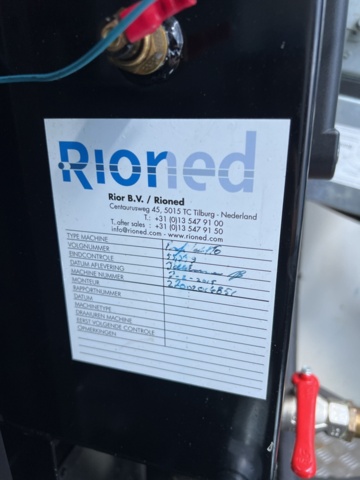 Rioned
Rior B.V. / Rioned
Centaurusweg 45, 5015 TC Tilburg - Nederland
T.: +31 (0)13 547 91 00
T. after sales : +31 (0)13 547 91 50
info@rioned.com - www.rioned.com
TYPE MACHINE
VOLGNUMMER
EINDCONTROLE
DATUM AFLEVERING
MACHINE NUMMER
MONTEUR
RAPPORTNUMMER
DATUM
MACHINETYPE
DRAAIUREN MACHINE
EERST VOLGENDE CONTROLE
OPMERKINGEN